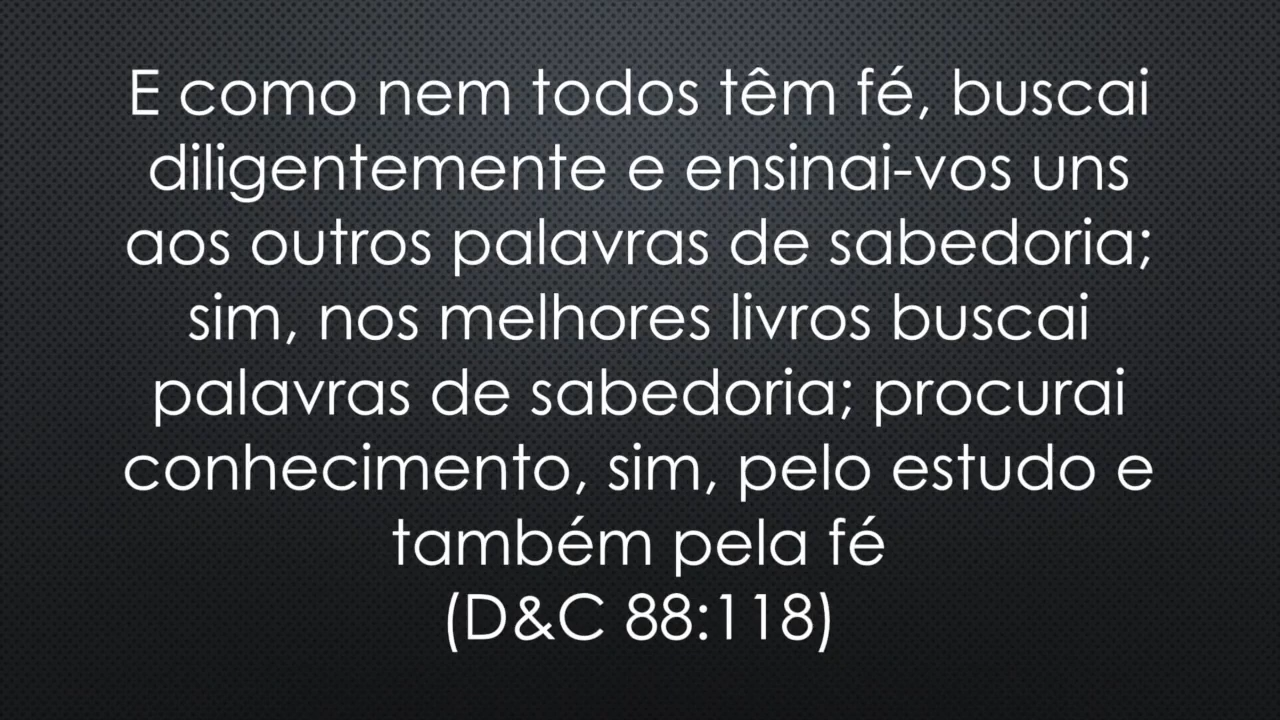 E como nem todos têm fé, buscai
diligentemente e ensinai-vos uns
aos outros palavras de sabedoria;
sim, nos melhores livros buscai
palavras de sabedoria; procurai
conhecimento, sim, pelo estudo e
também pela fé
(D&C 88:118)